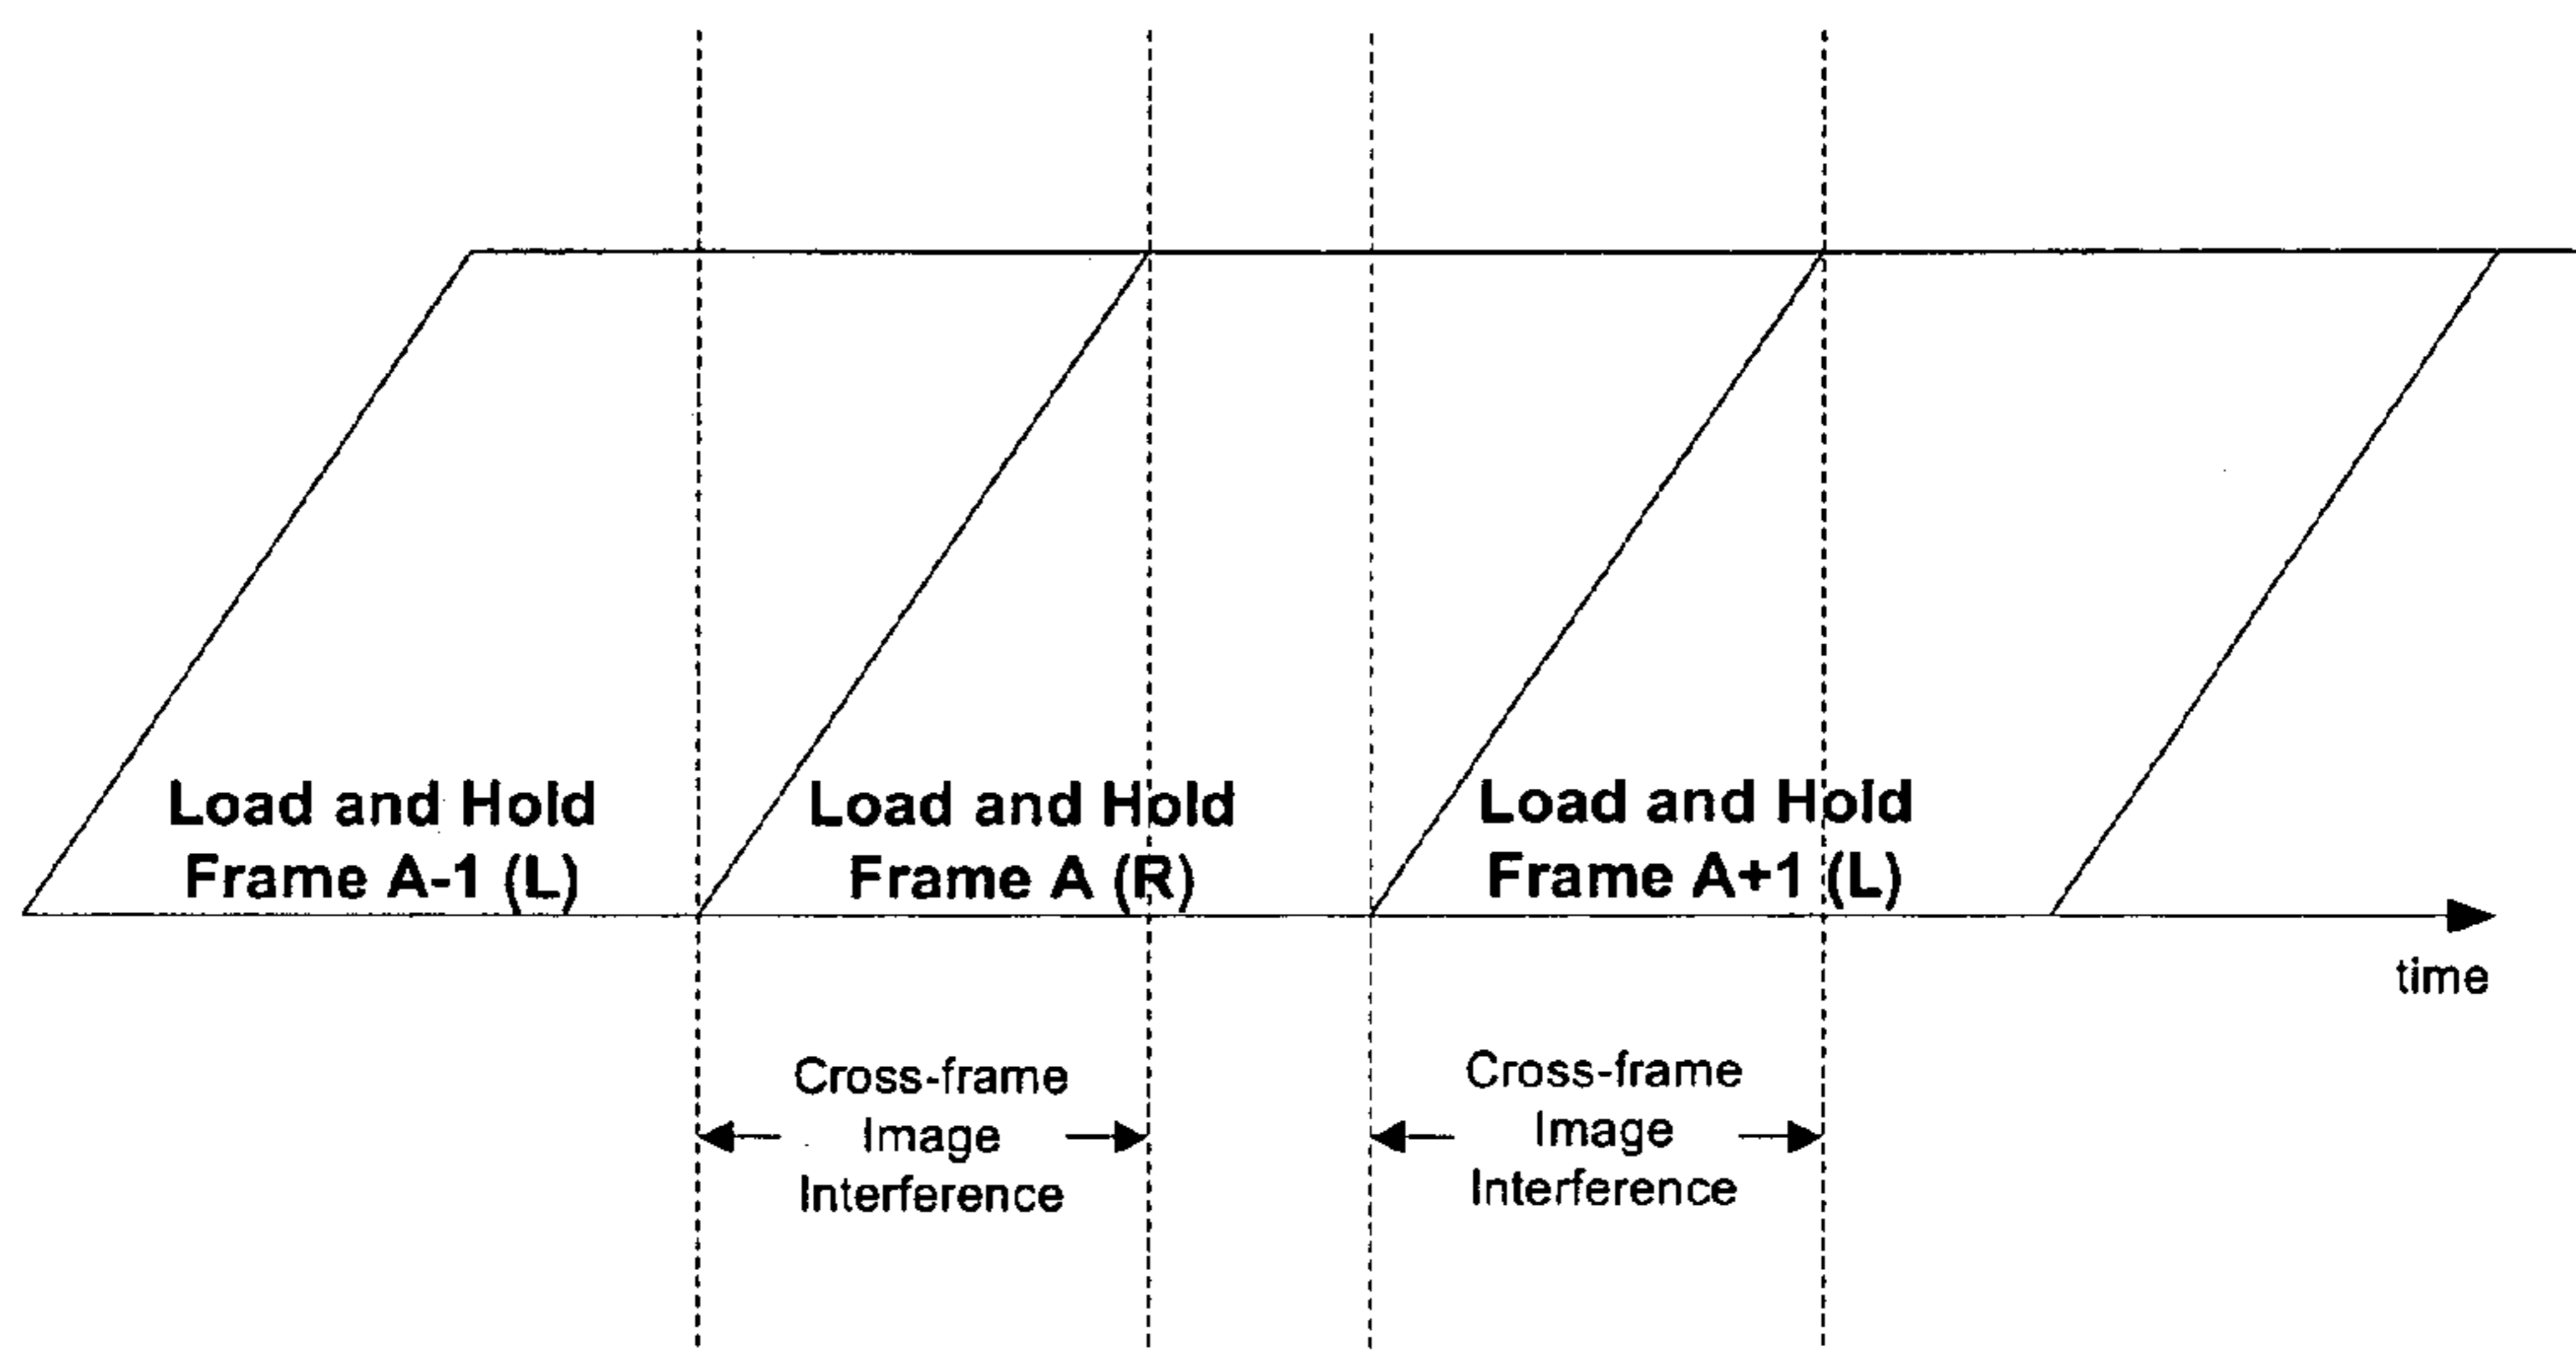 Load and Hold
Frame A-1 (L)
Load and Hold
Frame A (R)
Load and Hold
Frame A+1 (L)
time
Cross-frame
Image
Interference
Cross-frame
Image
Interference